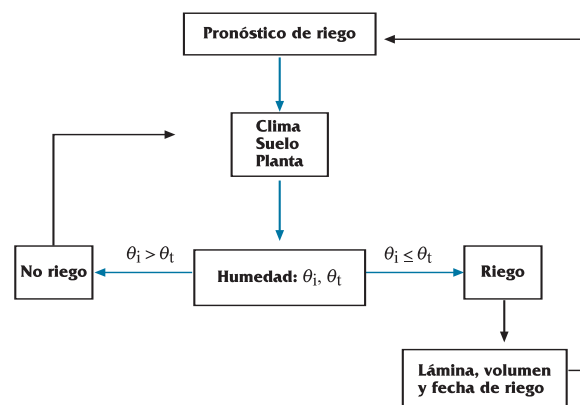 Pronóstico de riego
Clima
Suelo
Planta
θi > θt
θi ≤ θt
No riego
Humedad: θi, θt
Riego
Lámina, volumen
y fecha de riego